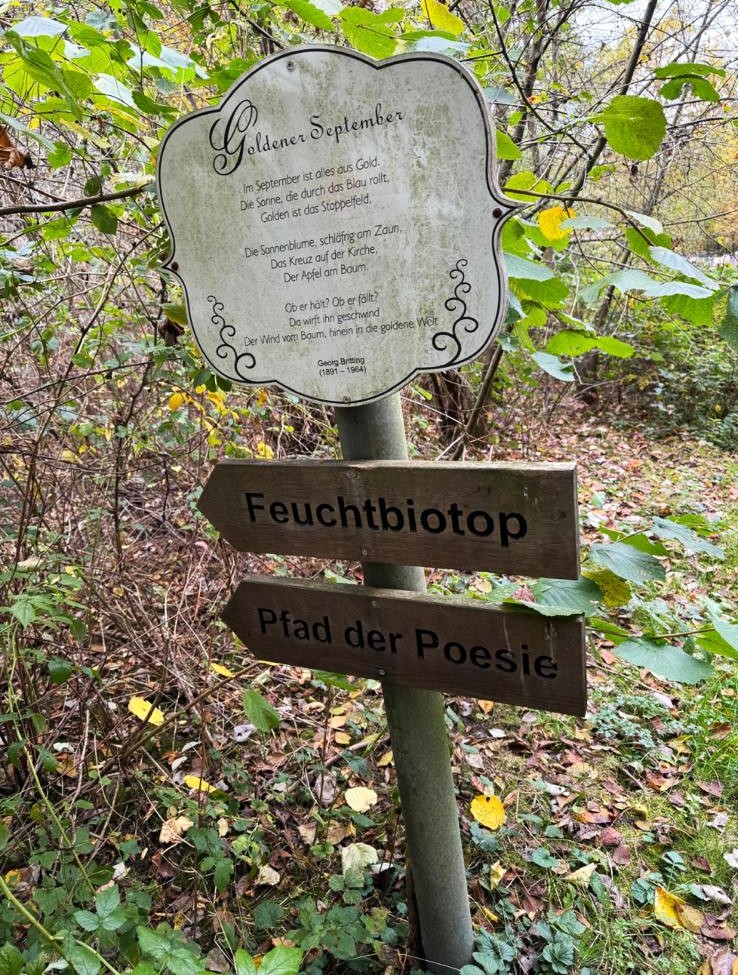 Goldener September
Im September ist alles aus Gold.
Die Sonne, die durch das Blau rollt,
Golden ist das Stoppelfeld,
Die Sonnenblume, schläfrig am Zaun,
Das Kreuz auf der Kirche,
Der Apfel am Baum.
Ob er hält? Ob er fällt?
Da wirft ihn geschwind
Der Wind vom Baum, hinein in die goldene Welt.
Georg Britting
(1891 – 1964)
Feuchtbiotop
Pfad der Poesie